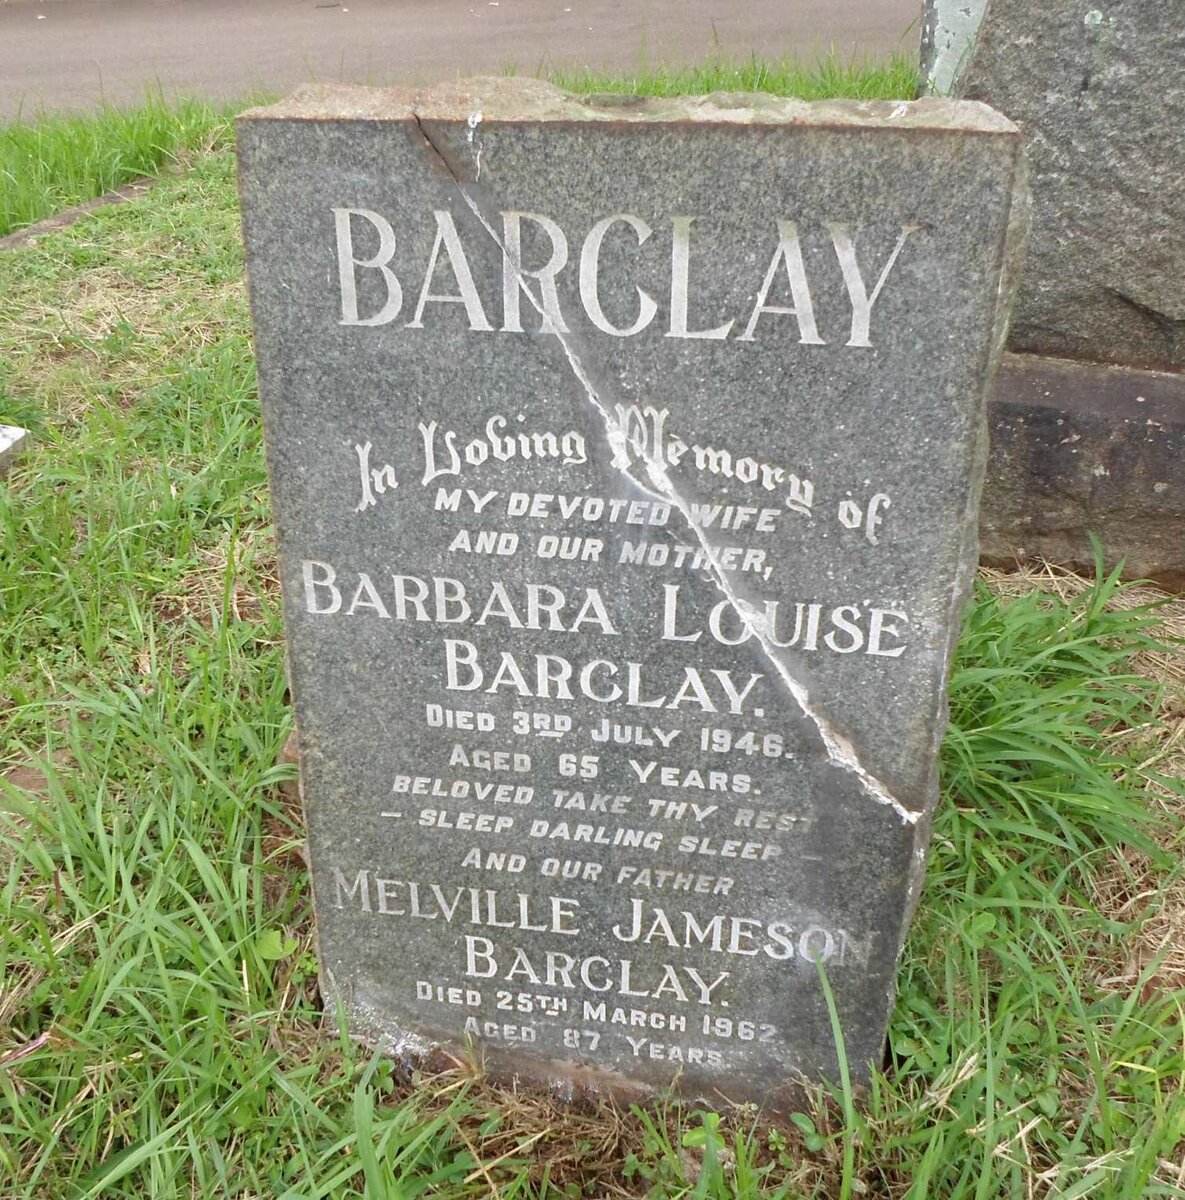 BARCLAY
In Loving Memory of
MY DEVOTED WIFE
AND OUR MOTHER,
BARBARA LOUISE
BARCLAY.
DIED 3RD JULY 1946.
AGED 65 YEARS.
BELOVED TAKE THY REST
— SLEEP DARLING SLEEP —
AND OUR FATHER
MELVILLE JAMESON
BARCLAY.
DIED 25TH MARCH 1962.
AGED 87 YEARS